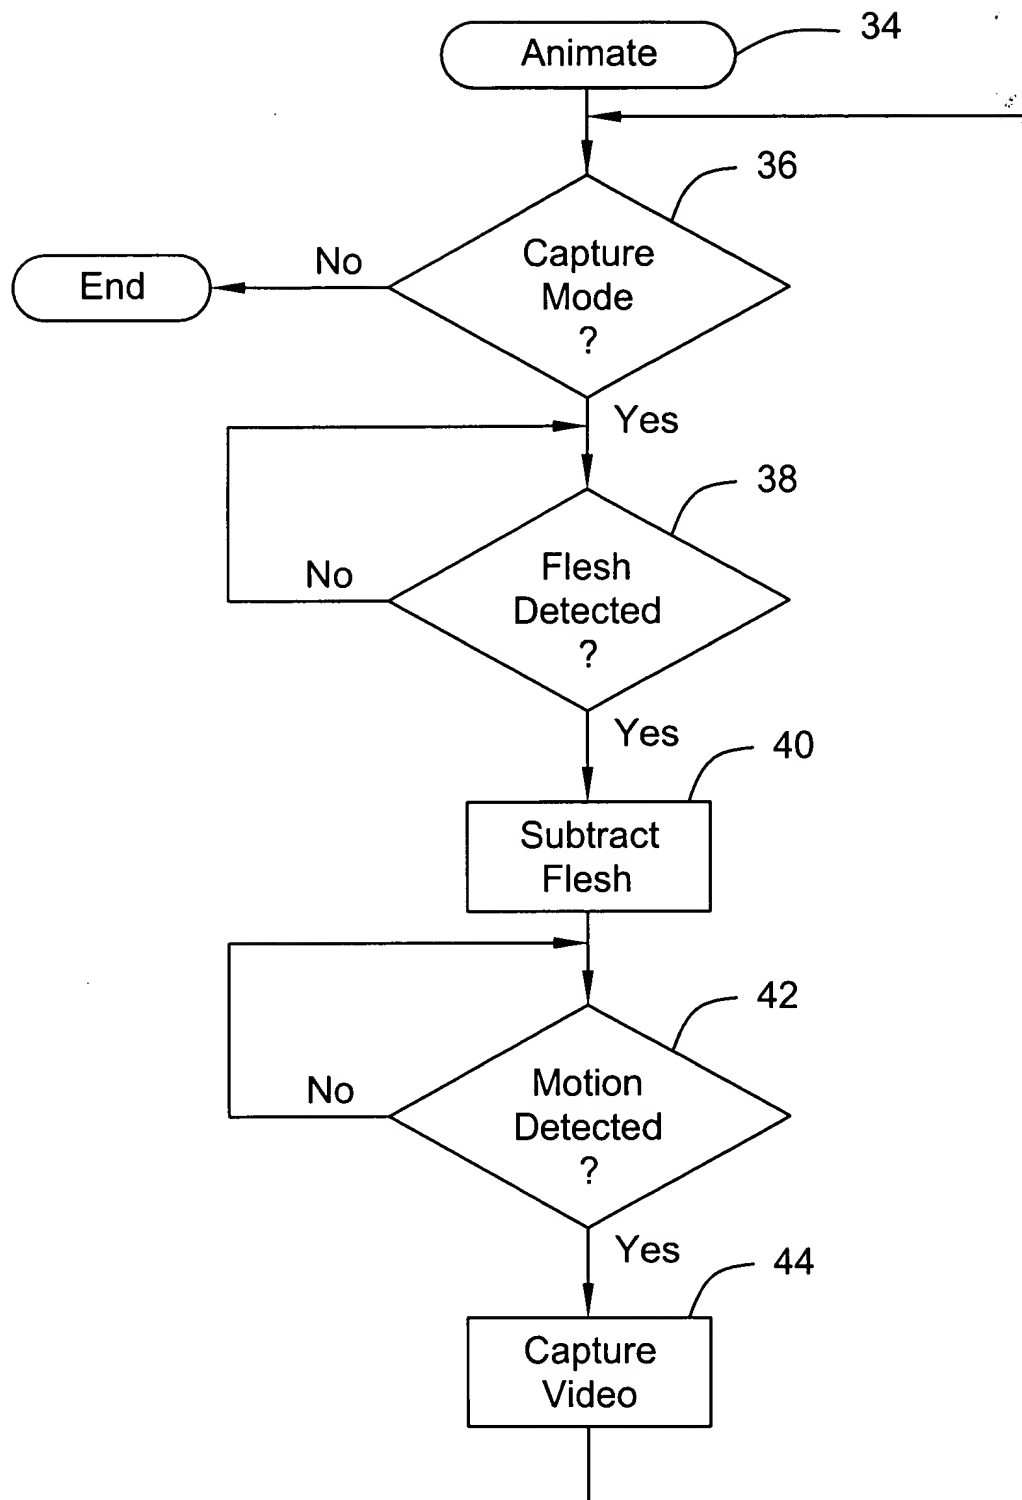 Animate
34
36
Capture
Mode
?
No
End
Yes
38
Flesh
Detected
?
No
Yes
40
Subtract
Flesh
42
Motion
Detected
?
No
Yes
44
Capture
Video